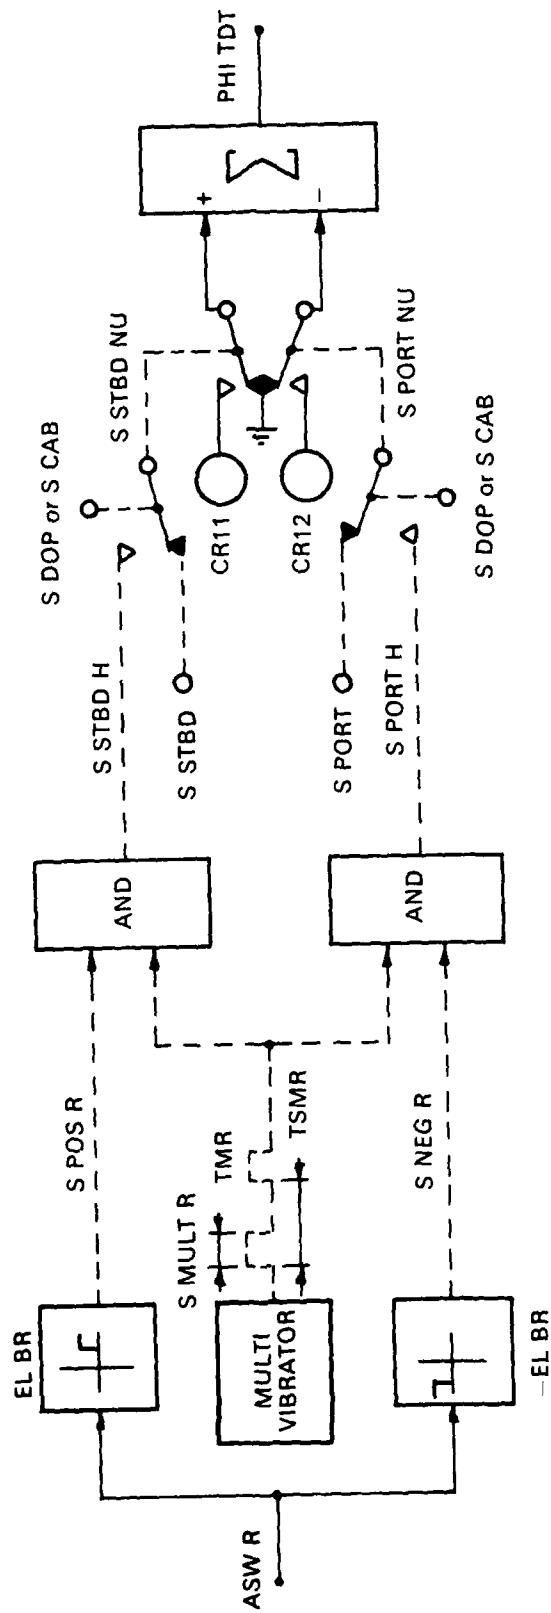 ASW R
EL BR
-EL BR
MULTI
VIBRATOR
S MULT R
TMR
TSMR
S POS R
S NEG R
AND
AND
S STBD H
S STBD
S PORT
S PORT H
S DOP or S CAB
S DOP or S CAB
CR11
CR12
S STBD NU
S PORT NU
+
−
Σ
PHI TDT